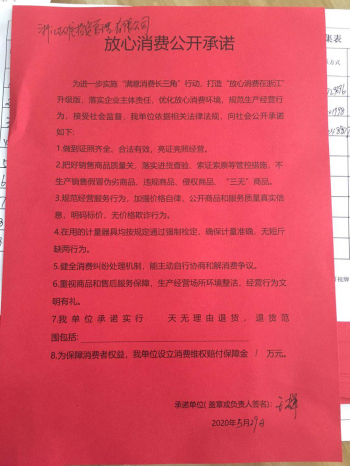 放心消费公开承诺
为进一步实施“满意消费长三角”行动，打造“放心消费在浙江”
升级版，落实企业主体责任，优化放心消费环境，规范生产经营行
为，接受社会监督，我单位依据相关法律法规，向社会公开承诺
如下：
1.做到证照齐全、合法有效，亮证亮照经营。
2.把好销售商品质量关，落实进货查验、索证索票等管控措施，不
生产销售假冒伪劣商品、违规商品、侵权商品、“三无”商品。
3.规范经营服务行为，加强价格自律，公开商品和服务质量真实信
息，明码标价，无价格欺诈行为。
4.在用的计量器具均按规定通过强制检定，确保计量准确，无短斤
缺两行为。
5.健全消费纠纷处理机制，能主动自行协商和解消费争议。
6.重视商品和售后服务保障，生产经营场所环境整洁，经营行为文
明有礼。
7.我单位承诺实行 天无理由退货，退货范
围包括：
8.为保障消费者权益，我单位设立消费维权赔付保障金 1 万元。
承诺单位(盖章或负责人签名)：
2020年5月29日
集表